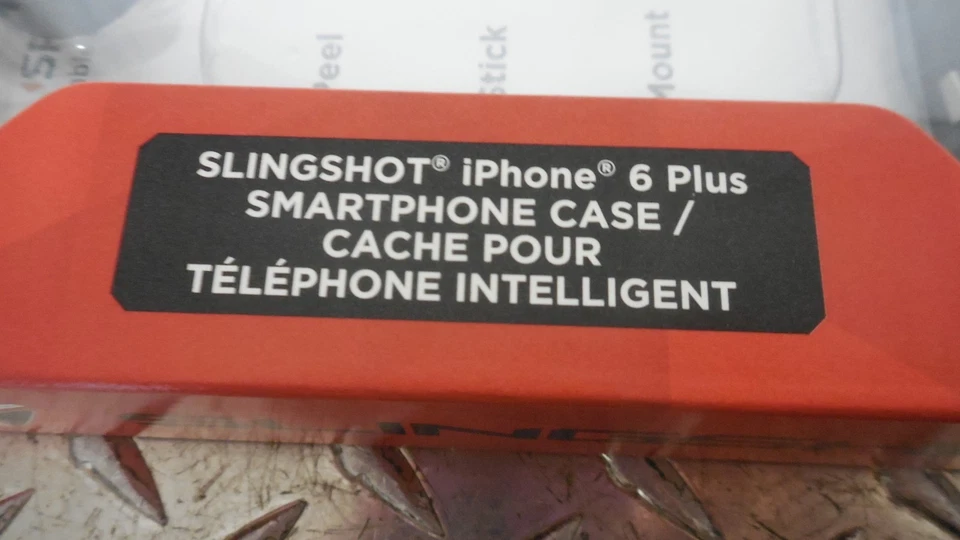 Peel
Stick
Mount
SLINGSHOT® iPhone® 6 Plus
SMARTPHONE CASE /
CACHE POUR
TÉLÉPHONE INTELLIGENT